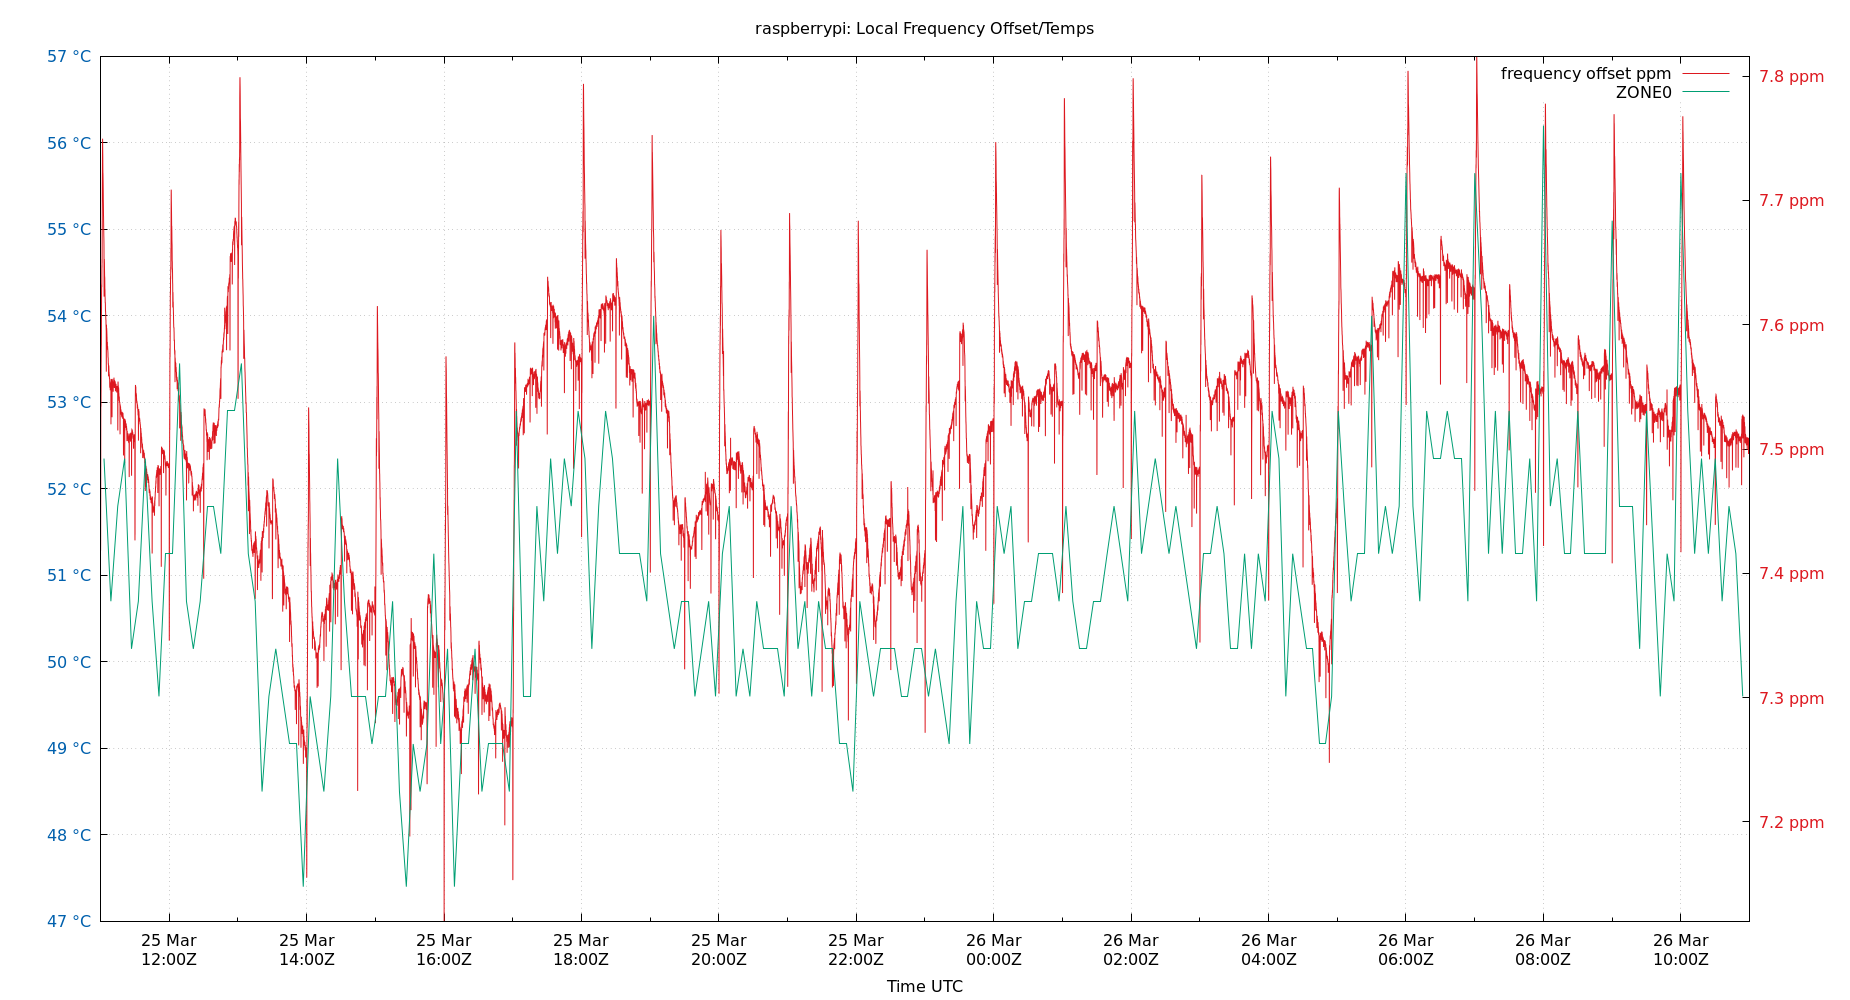 raspberrypi: Local Frequency Offset/Temps
57 °C
56 °C
55 °C
54 °C
53 °C
52 °C
51 °C
50 °C
49 °C
48 °C
47 °C
frequency offset ppm
ZONE0
7.8 ppm
7.7 ppm
7.6 ppm
7.5 ppm
7.4 ppm
7.3 ppm
7.2 ppm
25 Mar 25 Mar 25 Mar 25 Mar 25 Mar 25 Mar 26 Mar 26 Mar 26 Mar 26 Mar 26 Mar 26 Mar
12:00Z 14:00Z 16:00Z 18:00Z 20:00Z 22:00Z 00:00Z 02:00Z 04:00Z 06:00Z 08:00Z 10:00Z
Time UTC